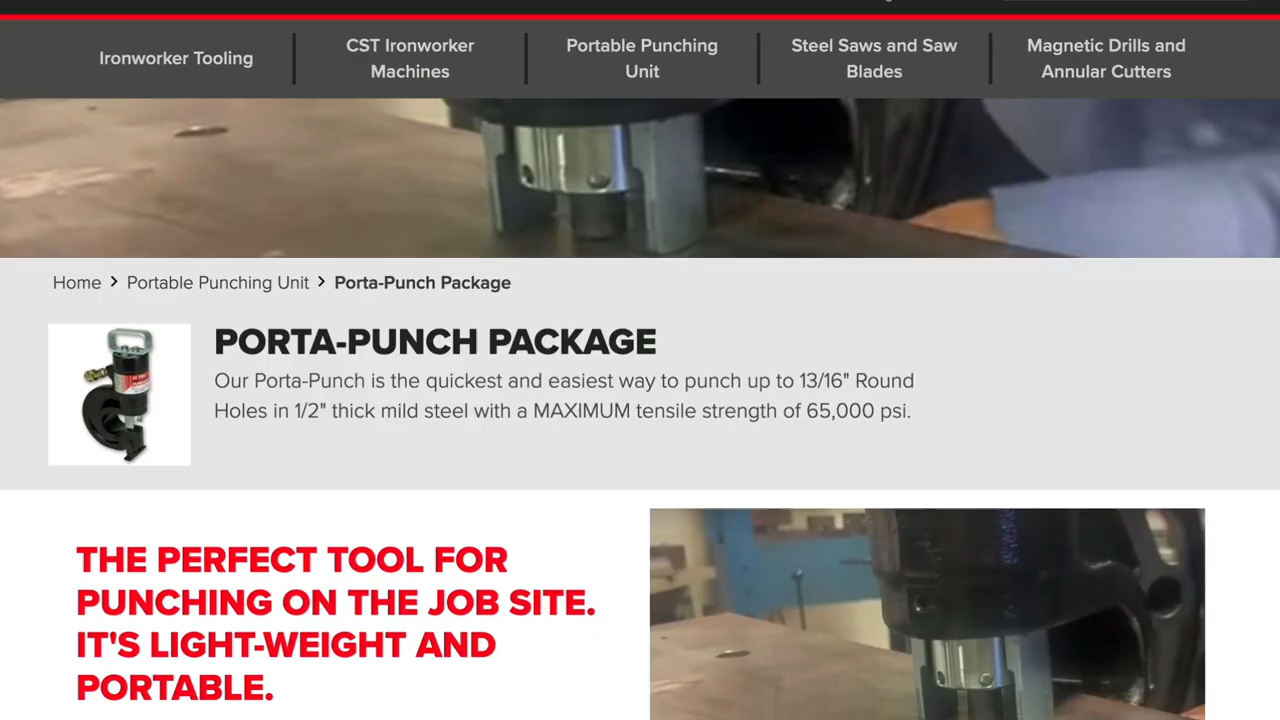 Ironworker Tooling
CST Ironworker
Machines
Portable Punching
Unit
Steel Saws and Saw
Blades
Magnetic Drills and
Annular Cutters
Home > Portable Punching Unit > Porta-Punch Package
PORTA-PUNCH PACKAGE
Our Porta-Punch is the quickest and easiest way to punch up to 13/16" Round
Holes in 1/2" thick mild steel with a MAXIMUM tensile strength of 65,000 psi.
THE PERFECT TOOL FOR
PUNCHING ON THE JOB SITE.
IT'S LIGHT-WEIGHT AND
PORTABLE.